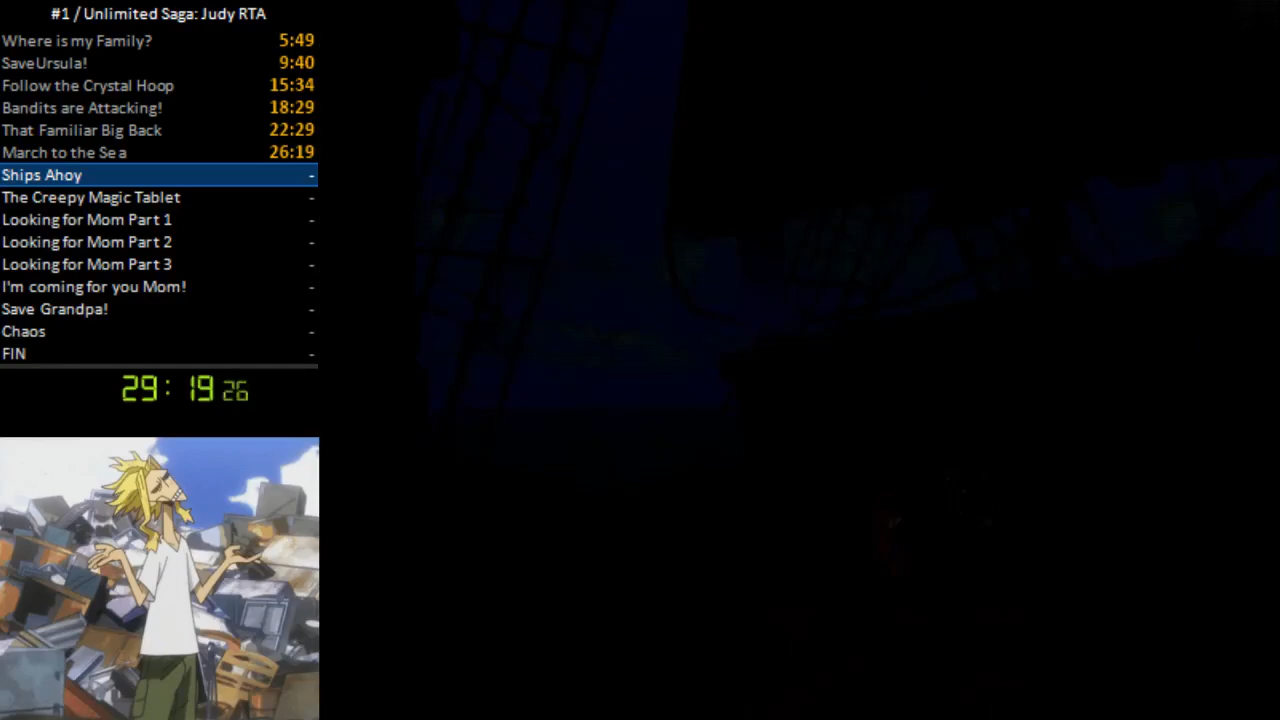 #1 / Unlimited Saga: Judy RTA
Where is my Family? 5:49
Save Ursula! 9:40
Follow the Crystal Hoop 15:34
Bandits are Attacking! 18:29
That Familiar Big Back 22:29
March to the Sea 26:19
Ships Ahoy -
The Creepy Magic Tablet -
Looking for Mom Part 1 -
Looking for Mom Part 2 -
Looking for Mom Part 3 -
I'm coming for you Mom! -
Save Grandpa! -
Chaos -
FIN -
29:19 26